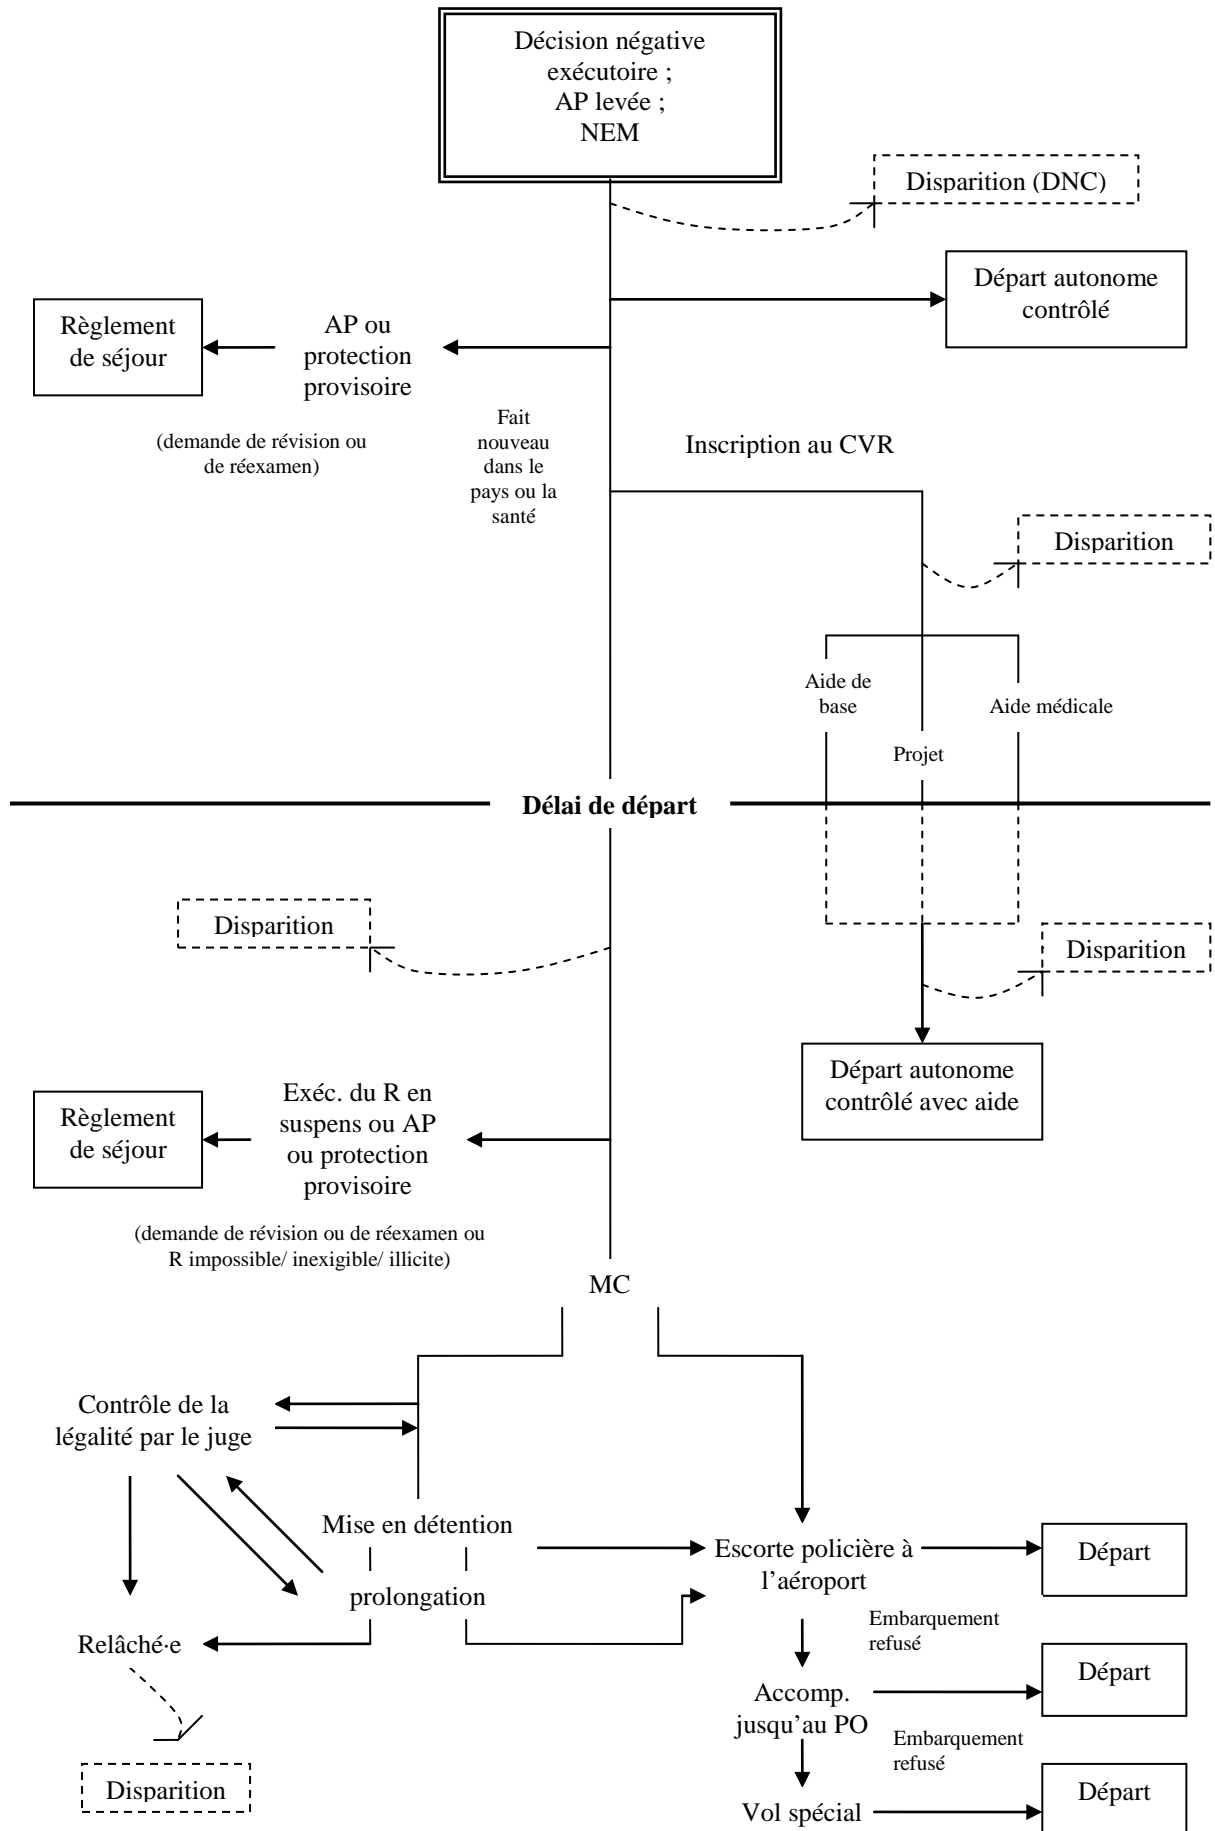 Décision négative
exécutoire ;
AP levée ;
NEM
Disparition (DNC)
Départ autonome
contrôlé
Règlement
de séjour
AP ou
protection
provisoire
(demande de révision ou
de réexamen)
Fait
nouveau
dans le
pays ou la
santé
Inscription au CVR
Disparition
Aide de
base
Aide médicale
Projet
Délai de départ
Disparition
Disparition
Départ autonome
contrôlé avec aide
Règlement
de séjour
Exéc. du R en
suspens ou AP
ou protection
provisoire
(demande de révision ou de réexamen ou
R impossible/ inexigible/ illicite)
MC
Contrôle de la
légalité par le juge
Mise en détention
prolongation
Relâché·e
Disparition
Escorte policière à
l’aéroport
Départ
Embarquement
refusé
Accomp.
jusqu’au PO
Départ
Embarquement
refusé
Vol spécial
Départ